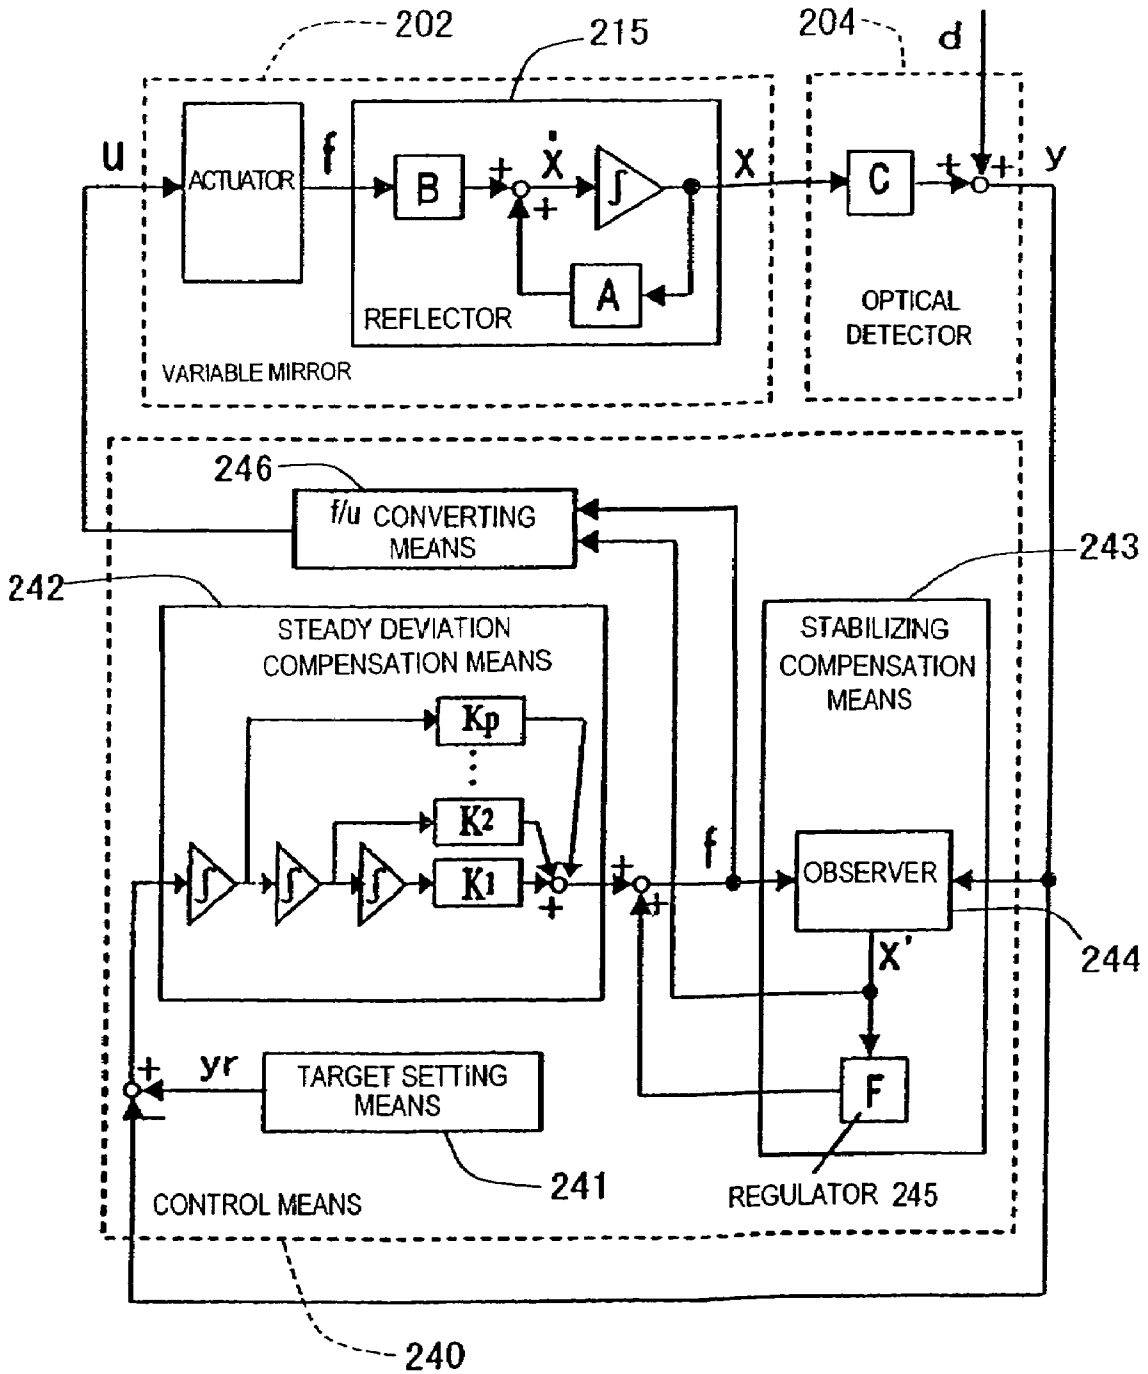 202
215
204
d
u
ACTUATOR
f
B
+
ẋ
∫
+
x
C
+
+
y
A
REFLECTOR
OPTICAL
DETECTOR
VARIABLE MIRROR
246
f/u CONVERTING
MEANS
243
242
STEADY DEVIATION
COMPENSATION MEANS
STABILIZING
COMPENSATION
MEANS
Kp
K2
∫
∫
∫
K1
+
+
+
f
OBSERVER
244
x'
F
+
−
yr
TARGET SETTING
MEANS
241
REGULATOR 245
CONTROL MEANS
240